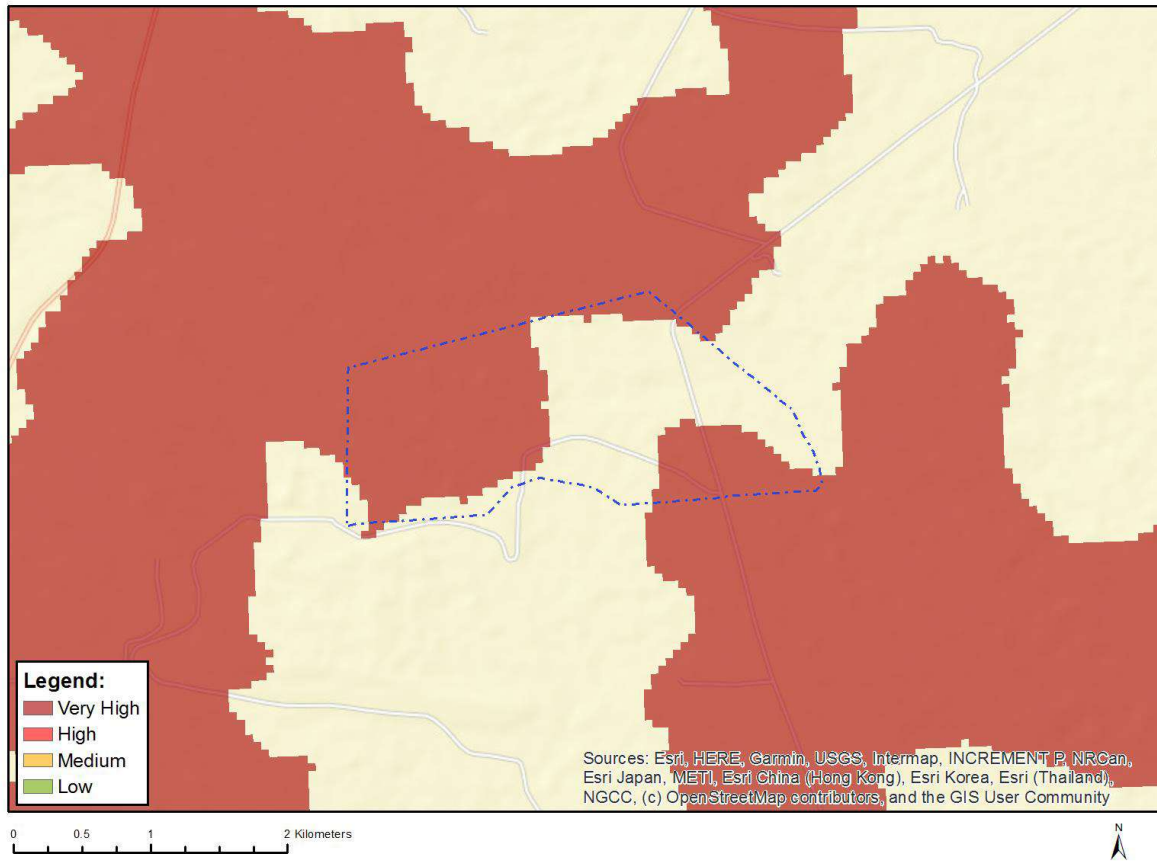 Legend:
Very High
High
Medium
Low
Sources: Esri, HERE, Garmin, USGS, Intermap, INCREMENT P, NRCan,
Esri Japan, METI, Esri China (Hong Kong), Esri Korea, Esri (Thailand),
NGCC, (c) OpenStreetMap contributors, and the GIS User Community
0 0.5 1 2 Kilometers
N